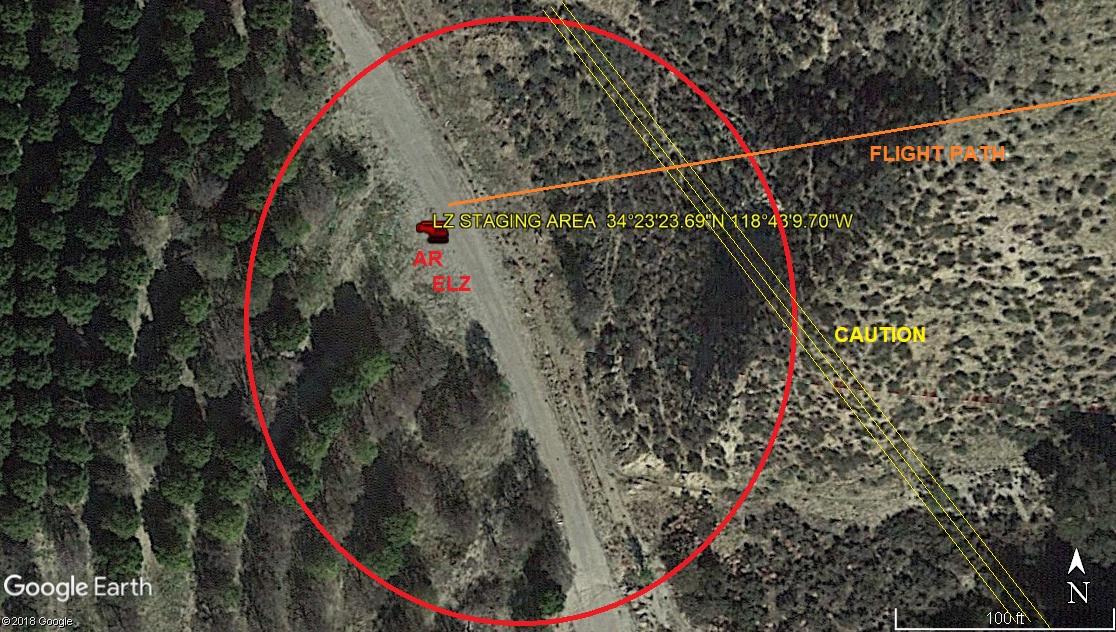 FLIGHT PATH
LZ STAGING AREA 34°23'23.69"N 118°43'9.70"W
AR
ELZ
CAUTION
Google Earth
©2018 Google
N
100 ft